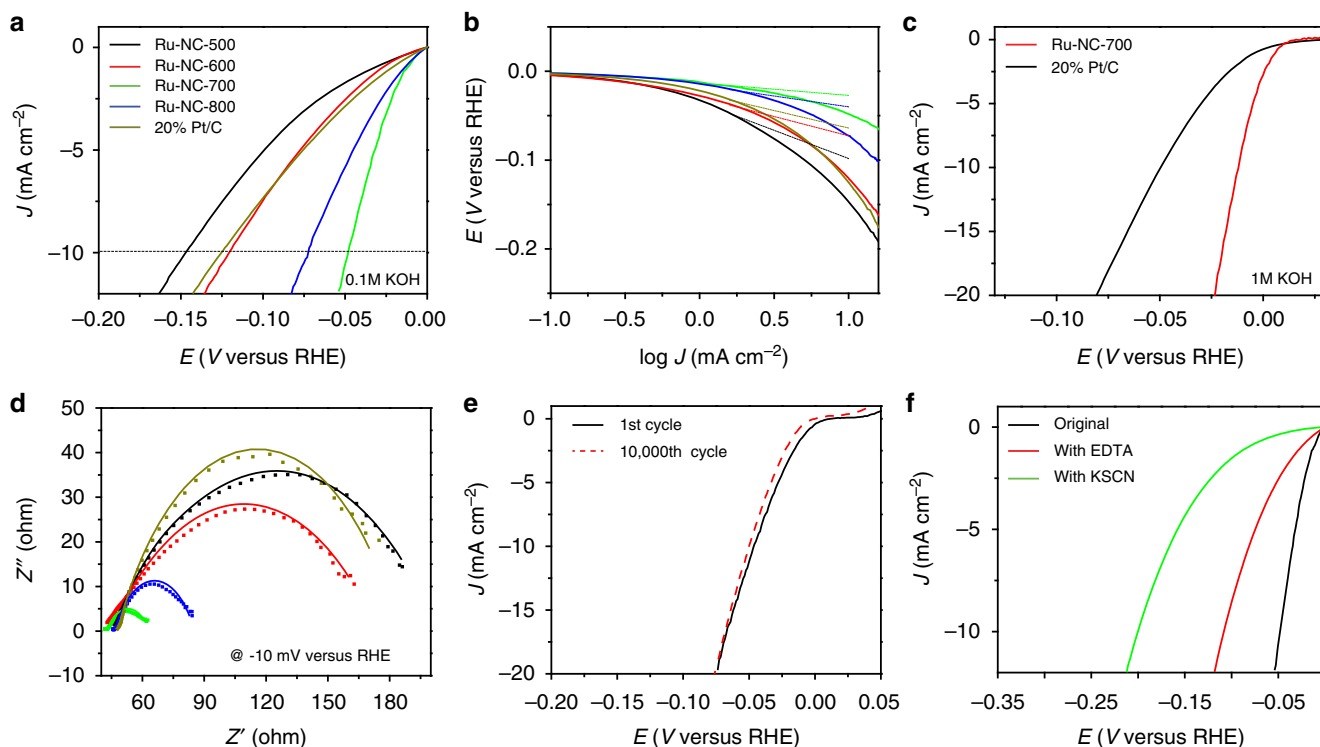 a
0
−5
−10
J (mA cm−2)
Ru-NC-500
Ru-NC-600
Ru-NC-700
Ru-NC-800
20% Pt/C
0.1M KOH
−0.20
−0.15
−0.10
−0.05
0.00
E (V versus RHE)
b
0.0
−0.1
−0.2
E (V versus RHE)
−1.0
−0.5
0.0
0.5
1.0
log J (mA cm−2)
c
0
−5
−10
−15
−20
J (mA cm−2)
Ru-NC-700
20% Pt/C
1M KOH
−0.10
−0.05
0.00
E (V versus RHE)
d
50
40
30
20
10
0
−10
Z″ (ohm)
@ -10 mV versus RHE
60
90
120
150
180
Z′ (ohm)
e
0
−5
−10
−15
−20
J (mA cm−2)
1st cycle
10,000th cycle
−0.20
−0.15
−0.10
−0.05
0.00
0.05
E (V versus RHE)
f
0
−5
−10
J (mA cm−2)
Original
With EDTA
With KSCN
−0.35
−0.25
−0.15
−0.05
E (V versus RHE)